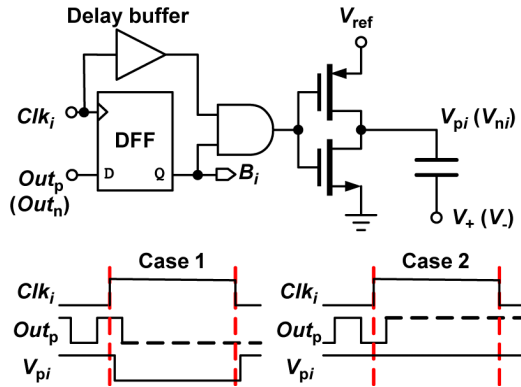 Delay buffer
V_ref
Clk_i
DFF
D Q
Out_p
(Out_n)
B_i
V_pi (V_ni)
V_+ (V_-)
Case 1
Clk_i
Out_p
V_pi
Case 2
Clk_i
Out_p
V_pi